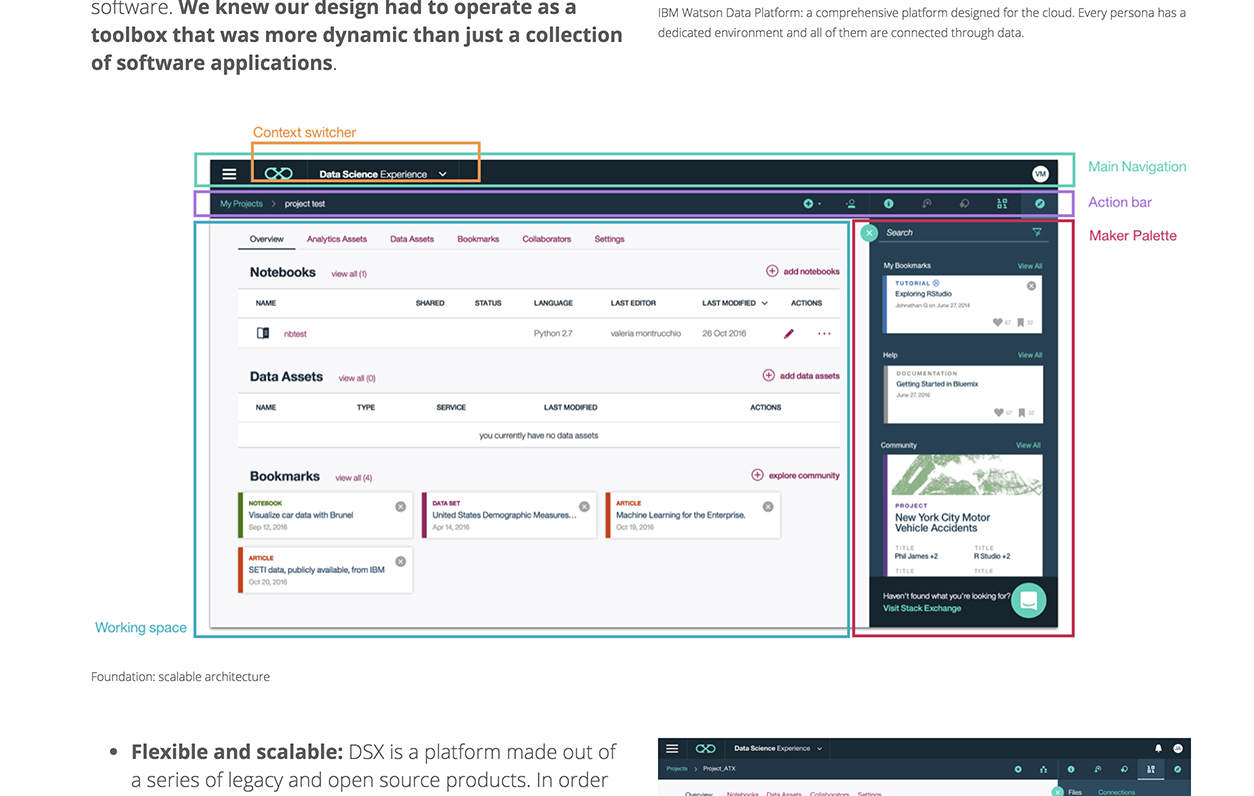 software. We knew our design had to operate as a
toolbox that was more dynamic than just a collection
of software applications.
IBM Watson Data Platform: a comprehensive platform designed for the cloud. Every persona has a
dedicated environment and all of them are connected through data.
Context switcher
Data Science Experience
VM
Main Navigation
My Projects > project test
Action bar
Maker Palette
Overview Analytics Assets Data Assets Bookmarks Collaborators Settings
Notebooks view all (1)
add notebooks
NAME SHARED STATUS LANGUAGE LAST EDITOR LAST MODIFIED ACTIONS
nbtest Python 2.7 valeria montrucchio 26 Oct 2016
Data Assets view all (0)
add data assets
NAME TYPE SERVICE LAST MODIFIED ACTIONS
you currently have no data assets
Bookmarks view all (4)
explore community
NOTEBOOK
Visualize car data with Brunel
Sep 12, 2016
DATA SET
United States Demographic Measures...
Apr 14, 2016
ARTICLE
Machine Learning for the Enterprise.
Oct 19, 2016
ARTICLE
SETI data, publicly available, from IBM
Oct 20, 2016
Search
My Bookmarks View All
TUTORIAL
Exploring RStudio
Johnathan G on June 27, 2014
67
Help View All
DOCUMENTATION
Getting Started in Bluemix
June 27, 2016
67
Community View All
PROJECT
New York City Motor
Vehicle Accidents
TITLE TITLE
Phil James +2 R Studio +2
TITLE TITLE
Haven't found what you're looking for?
Visit Stack Exchange
Working space
Foundation: scalable architecture
• Flexible and scalable: DSX is a platform made out of
a series of legacy and open source products. In order
Data Science Experience
Projects > Project_ATX
Overview Notebooks Data Assets Collaborators Settings
Files Connections